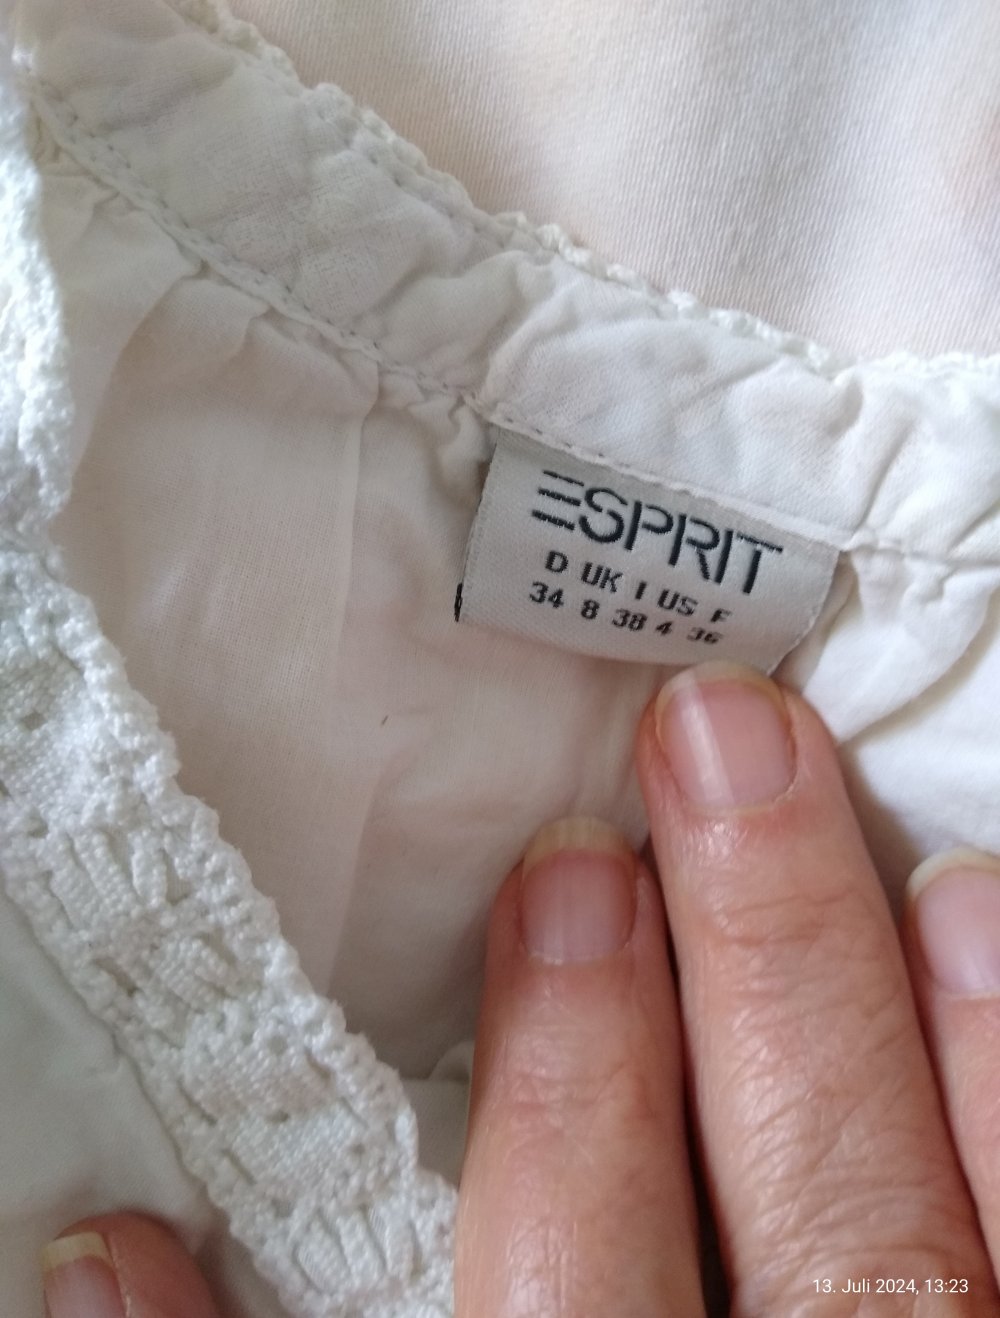 ESPRIT
D UK I US F
34 8 38 4 36
13. Juli 2024, 13:23